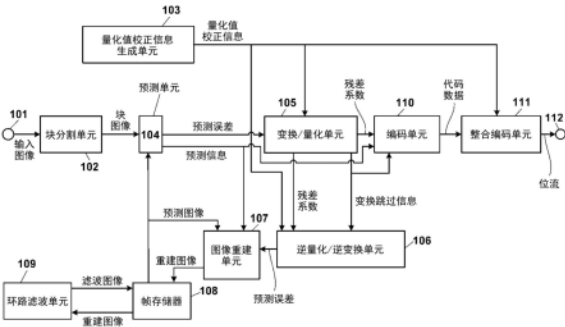 103
量化值校正信息
生成单元
量化值
校正信息
预测单元
101
输入
图像
块分割单元
102
块
图像
104
预测误差
预测信息
105
变换/量化单元
残差
系数
110
编码单元
代码
数据
111
整合编码单元
112
位流
残差
系数
变换跳过信息
预测图像
107
图像重建
单元
逆量化/逆变换单元
106
重建图像
预测误差
109
环路滤波单元
滤波图像
重建图像
帧存储器
108